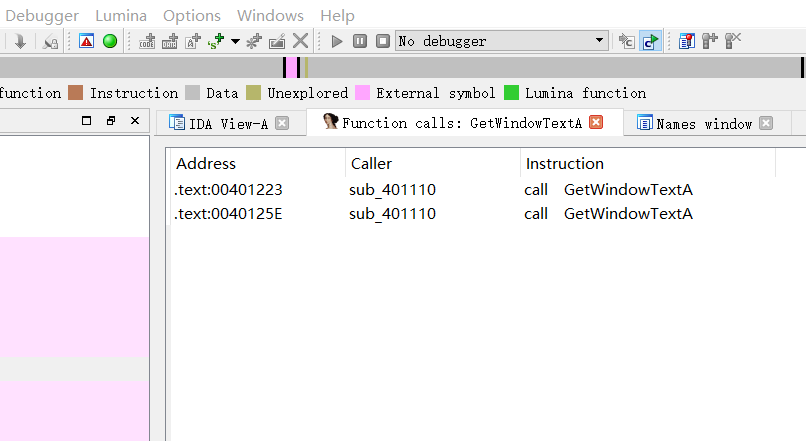 Debugger Lumina Options Windows Help
No debugger
function Instruction Data Unexplored External symbol Lumina function
IDA View-A Function calls: GetWindowTextA Names window
Address Caller Instruction
.text:00401223 sub_401110 call GetWindowTextA
.text:0040125E sub_401110 call GetWindowTextA